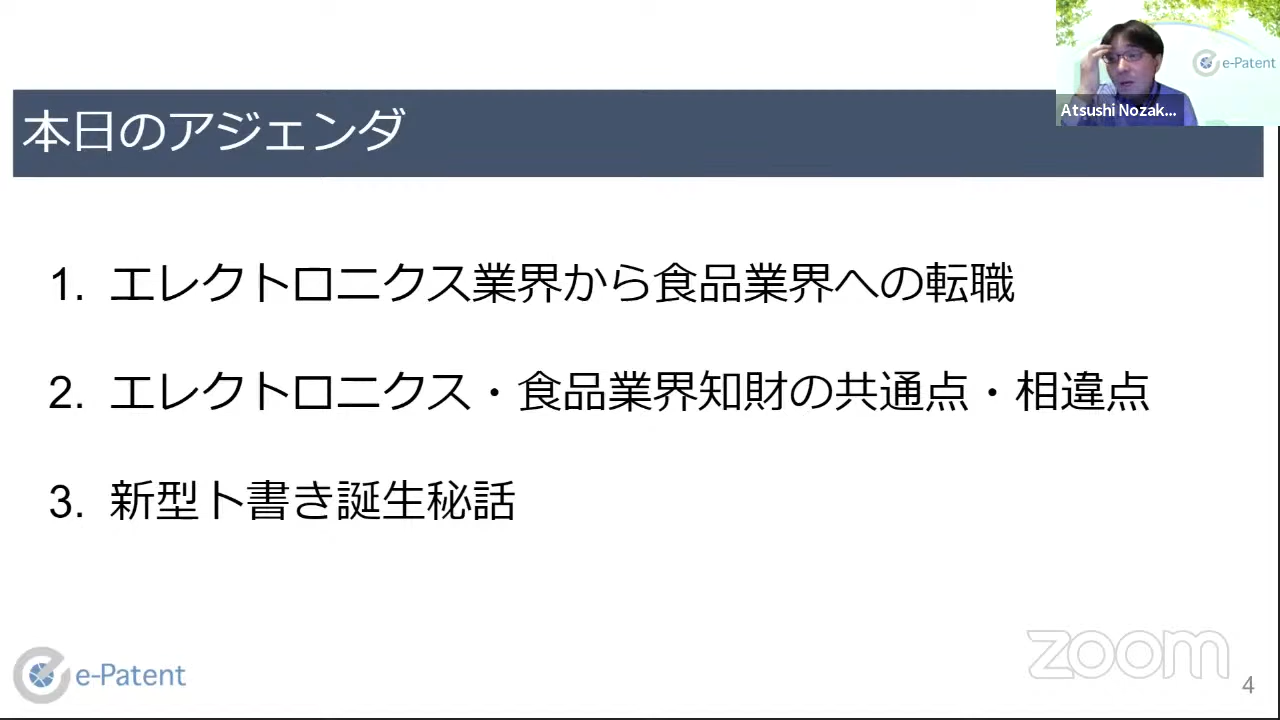 e-Patent
Atsushi Nozak...
本日のアジェンダ
1. エレクトロニクス業界から食品業界への転職
2. エレクトロニクス・食品業界知財の共通点・相違点
3. 新型ト書き誕生秘話
e-Patent
zoom
4